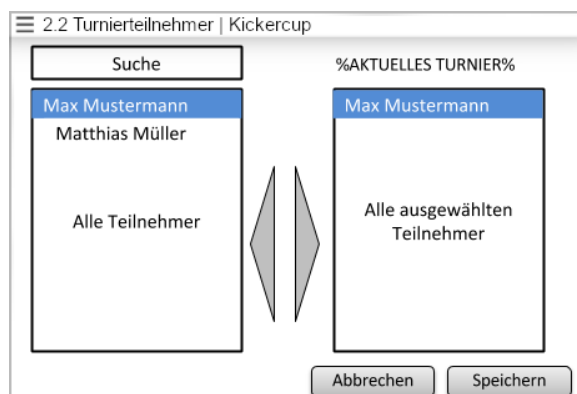 2.2 Turnierteilnehmer | Kickercup
Suche
%AKTUELLES TURNIER%
Max Mustermann
Matthias Müller
Alle Teilnehmer
Max Mustermann
Alle ausgewählten
Teilnehmer
Abbrechen
Speichern